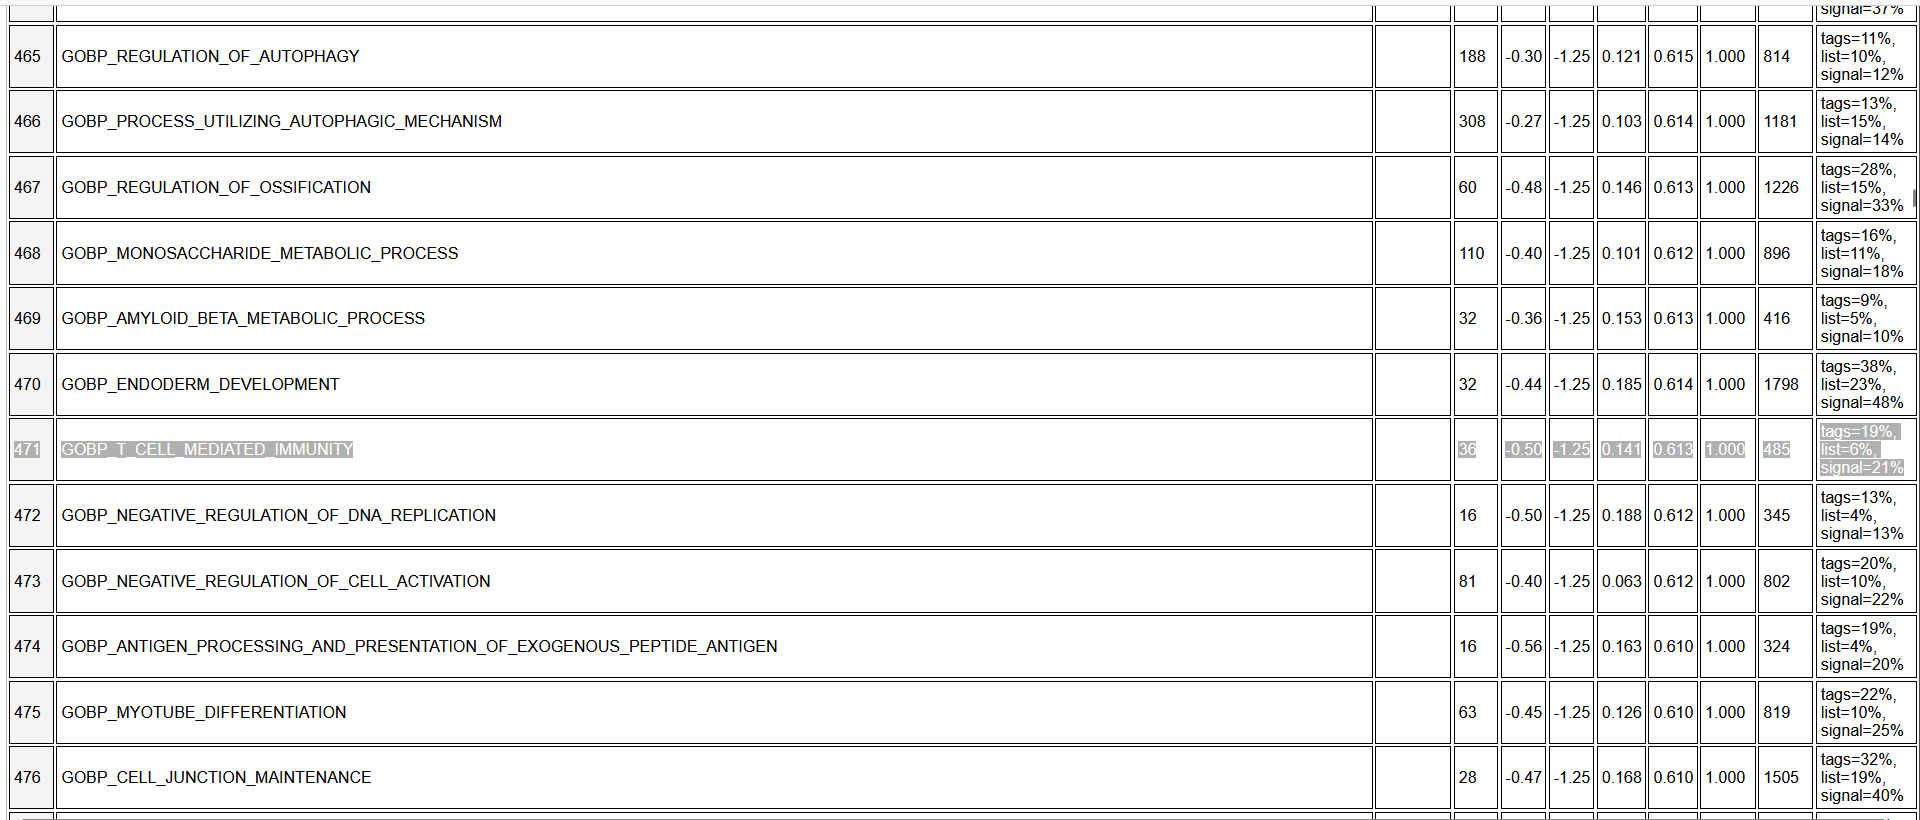 signal=37%
465 GOBP_REGULATION_OF_AUTOPHAGY 188 -0.30 -1.25 0.121 0.615 1.000 814 tags=11%,
list=10%,
signal=12%
466 GOBP_PROCESS_UTILIZING_AUTOPHAGIC_MECHANISM 308 -0.27 -1.25 0.103 0.614 1.000 1181 tags=13%,
list=15%,
signal=14%
467 GOBP_REGULATION_OF_OSSIFICATION 60 -0.48 -1.25 0.146 0.613 1.000 1226 tags=28%,
list=15%,
signal=33%
468 GOBP_MONOSACCHARIDE_METABOLIC_PROCESS 110 -0.40 -1.25 0.101 0.612 1.000 896 tags=16%,
list=11%,
signal=18%
469 GOBP_AMYLOID_BETA_METABOLIC_PROCESS 32 -0.36 -1.25 0.153 0.613 1.000 416 tags=9%,
list=5%,
signal=10%
470 GOBP_ENDODERM_DEVELOPMENT 32 -0.44 -1.25 0.185 0.614 1.000 1798 tags=38%,
list=23%,
signal=48%
471 GOBP_T_CELL_MEDIATED_IMMUNITY 36 -0.50 -1.25 0.141 0.613 1.000 485 tags=19%,
list=6%,
signal=21%
472 GOBP_NEGATIVE_REGULATION_OF_DNA_REPLICATION 16 -0.50 -1.25 0.188 0.612 1.000 345 tags=13%,
list=4%,
signal=13%
473 GOBP_NEGATIVE_REGULATION_OF_CELL_ACTIVATION 81 -0.40 -1.25 0.063 0.612 1.000 802 tags=20%,
list=10%,
signal=22%
474 GOBP_ANTIGEN_PROCESSING_AND_PRESENTATION_OF_EXOGENOUS_PEPTIDE_ANTIGEN 16 -0.56 -1.25 0.163 0.610 1.000 324 tags=19%,
list=4%,
signal=20%
475 GOBP_MYOTUBE_DIFFERENTIATION 63 -0.45 -1.25 0.126 0.610 1.000 819 tags=22%,
list=10%,
signal=25%
476 GOBP_CELL_JUNCTION_MAINTENANCE 28 -0.47 -1.25 0.168 0.610 1.000 1505 tags=32%,
list=19%,
signal=40%